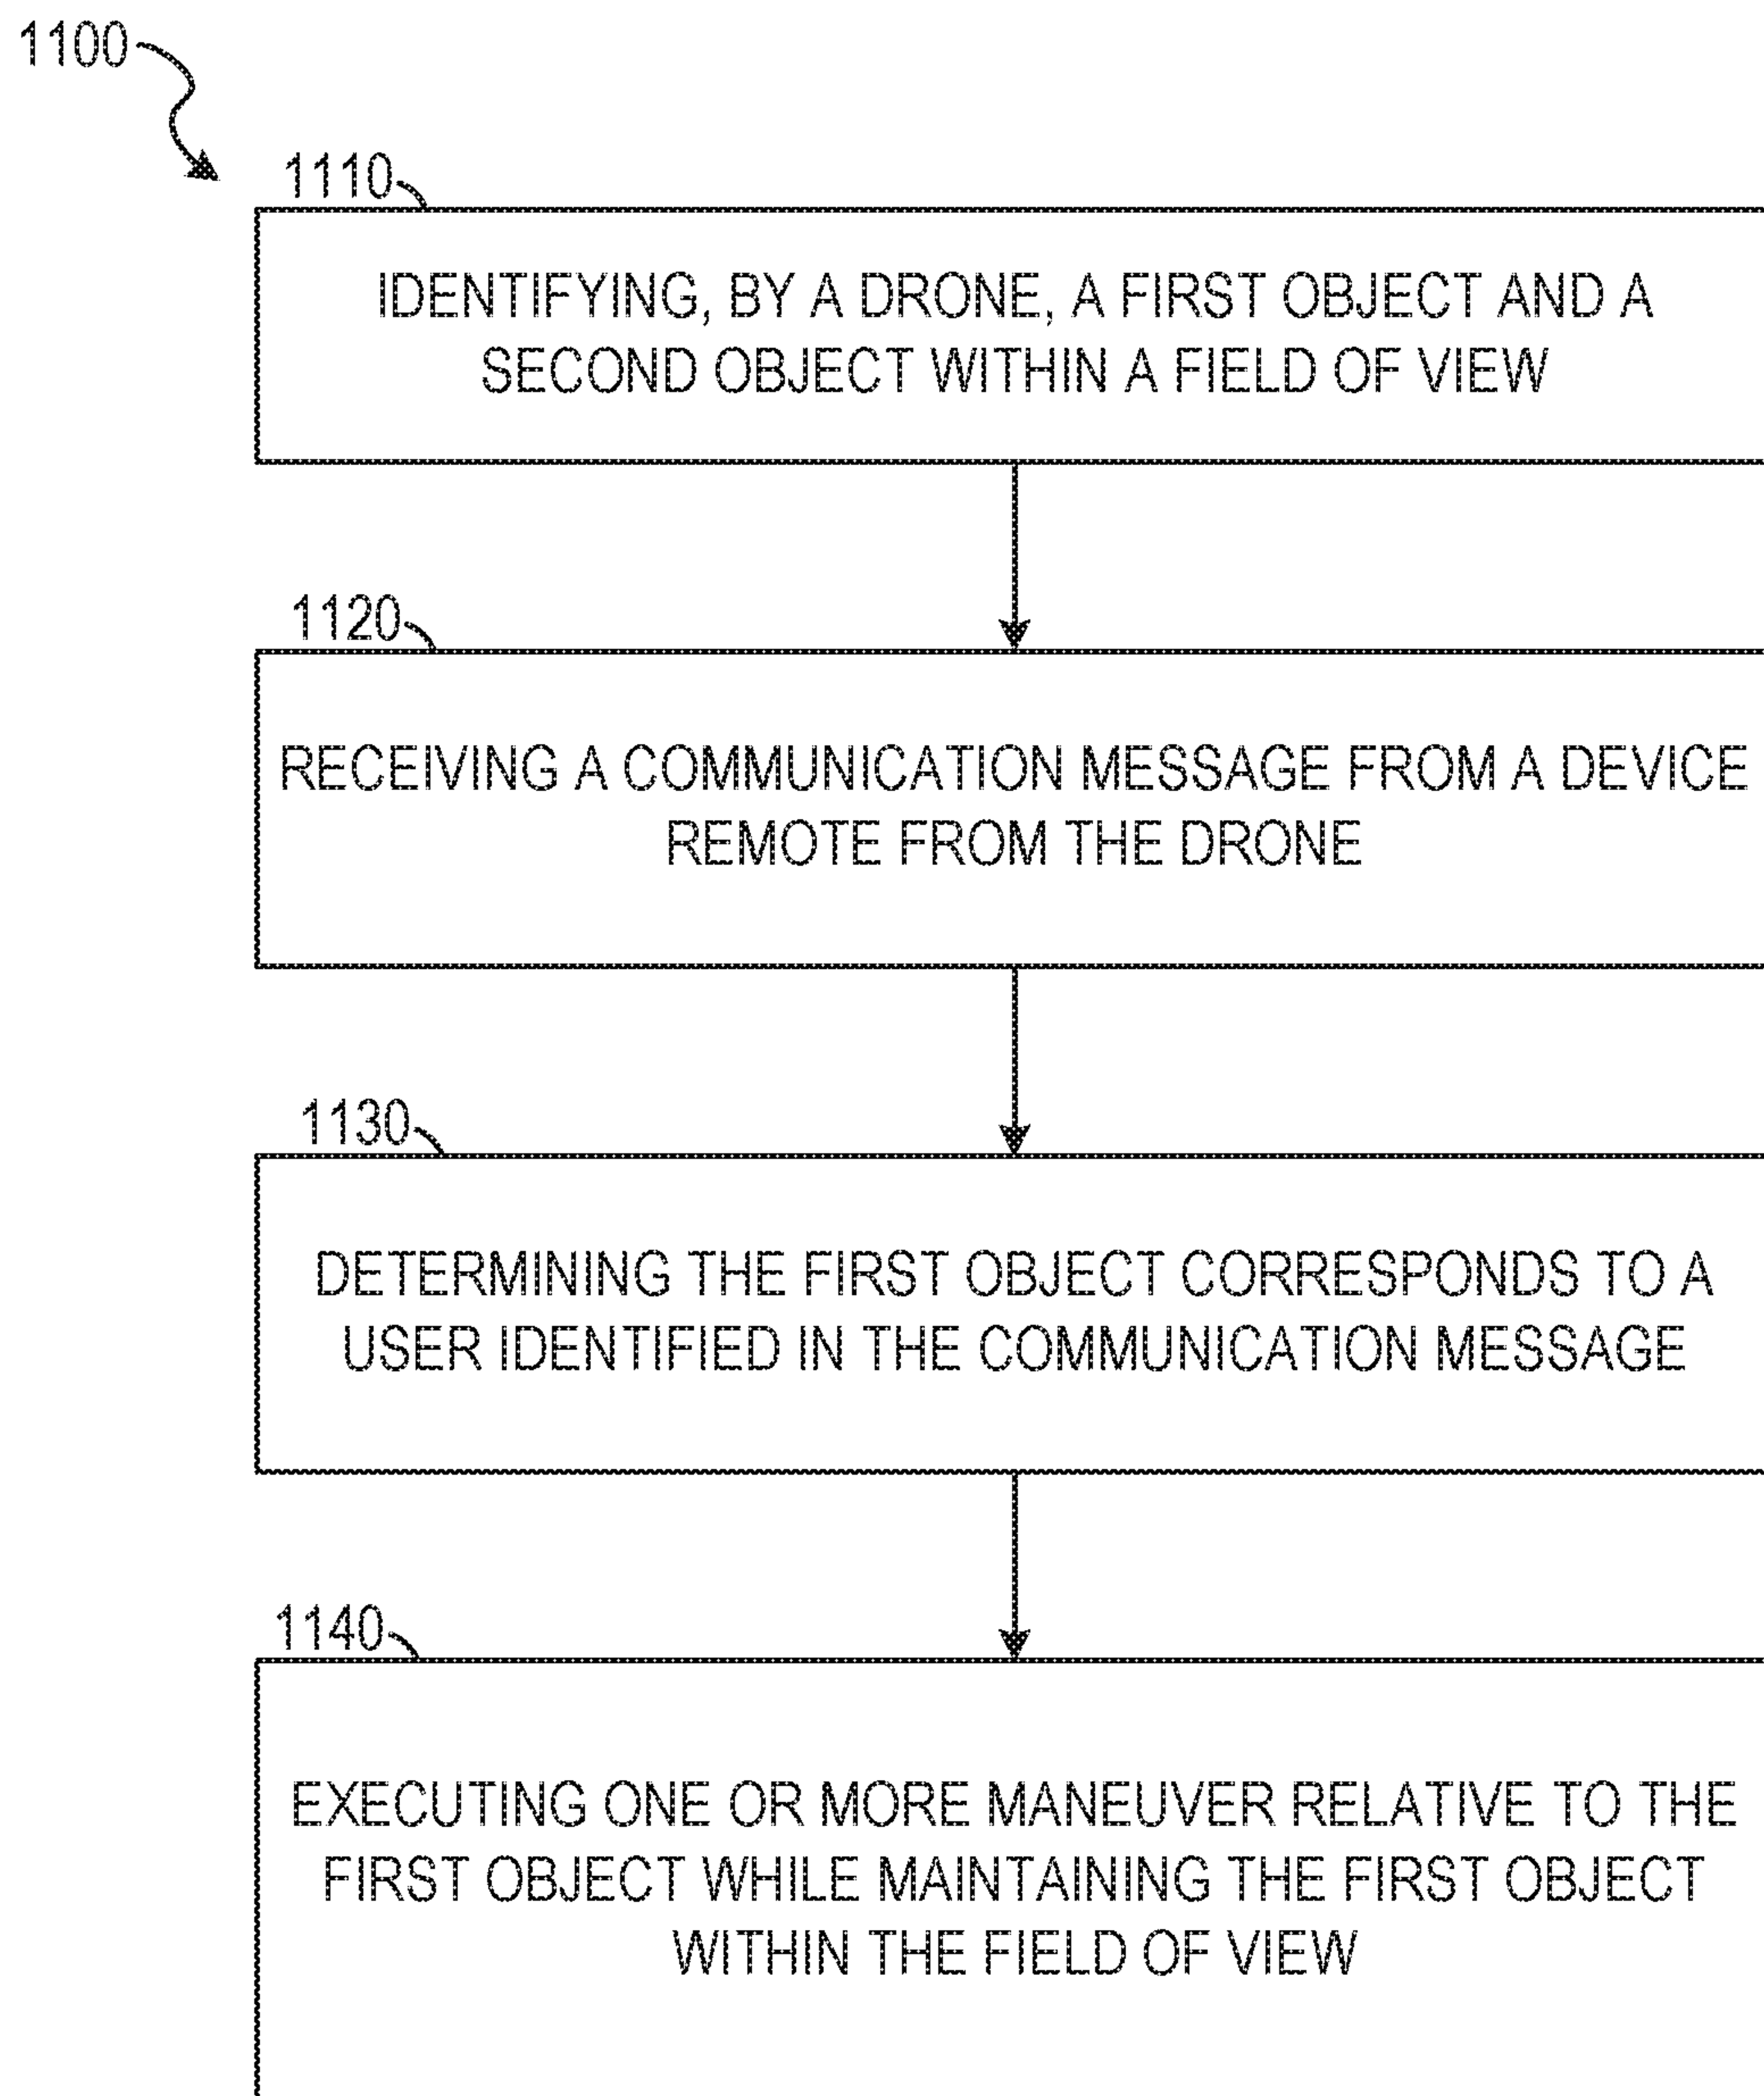 1100
1110
IDENTIFYING, BY A DRONE, A FIRST OBJECT AND A
SECOND OBJECT WITHIN A FIELD OF VIEW
1120
RECEIVING A COMMUNICATION MESSAGE FROM A DEVICE
REMOTE FROM THE DRONE
1130
DETERMINING THE FIRST OBJECT CORRESPONDS TO A
USER IDENTIFIED IN THE COMMUNICATION MESSAGE
1140
EXECUTING ONE OR MORE MANEUVER RELATIVE TO THE
FIRST OBJECT WHILE MAINTAINING THE FIRST OBJECT
WITHIN THE FIELD OF VIEW